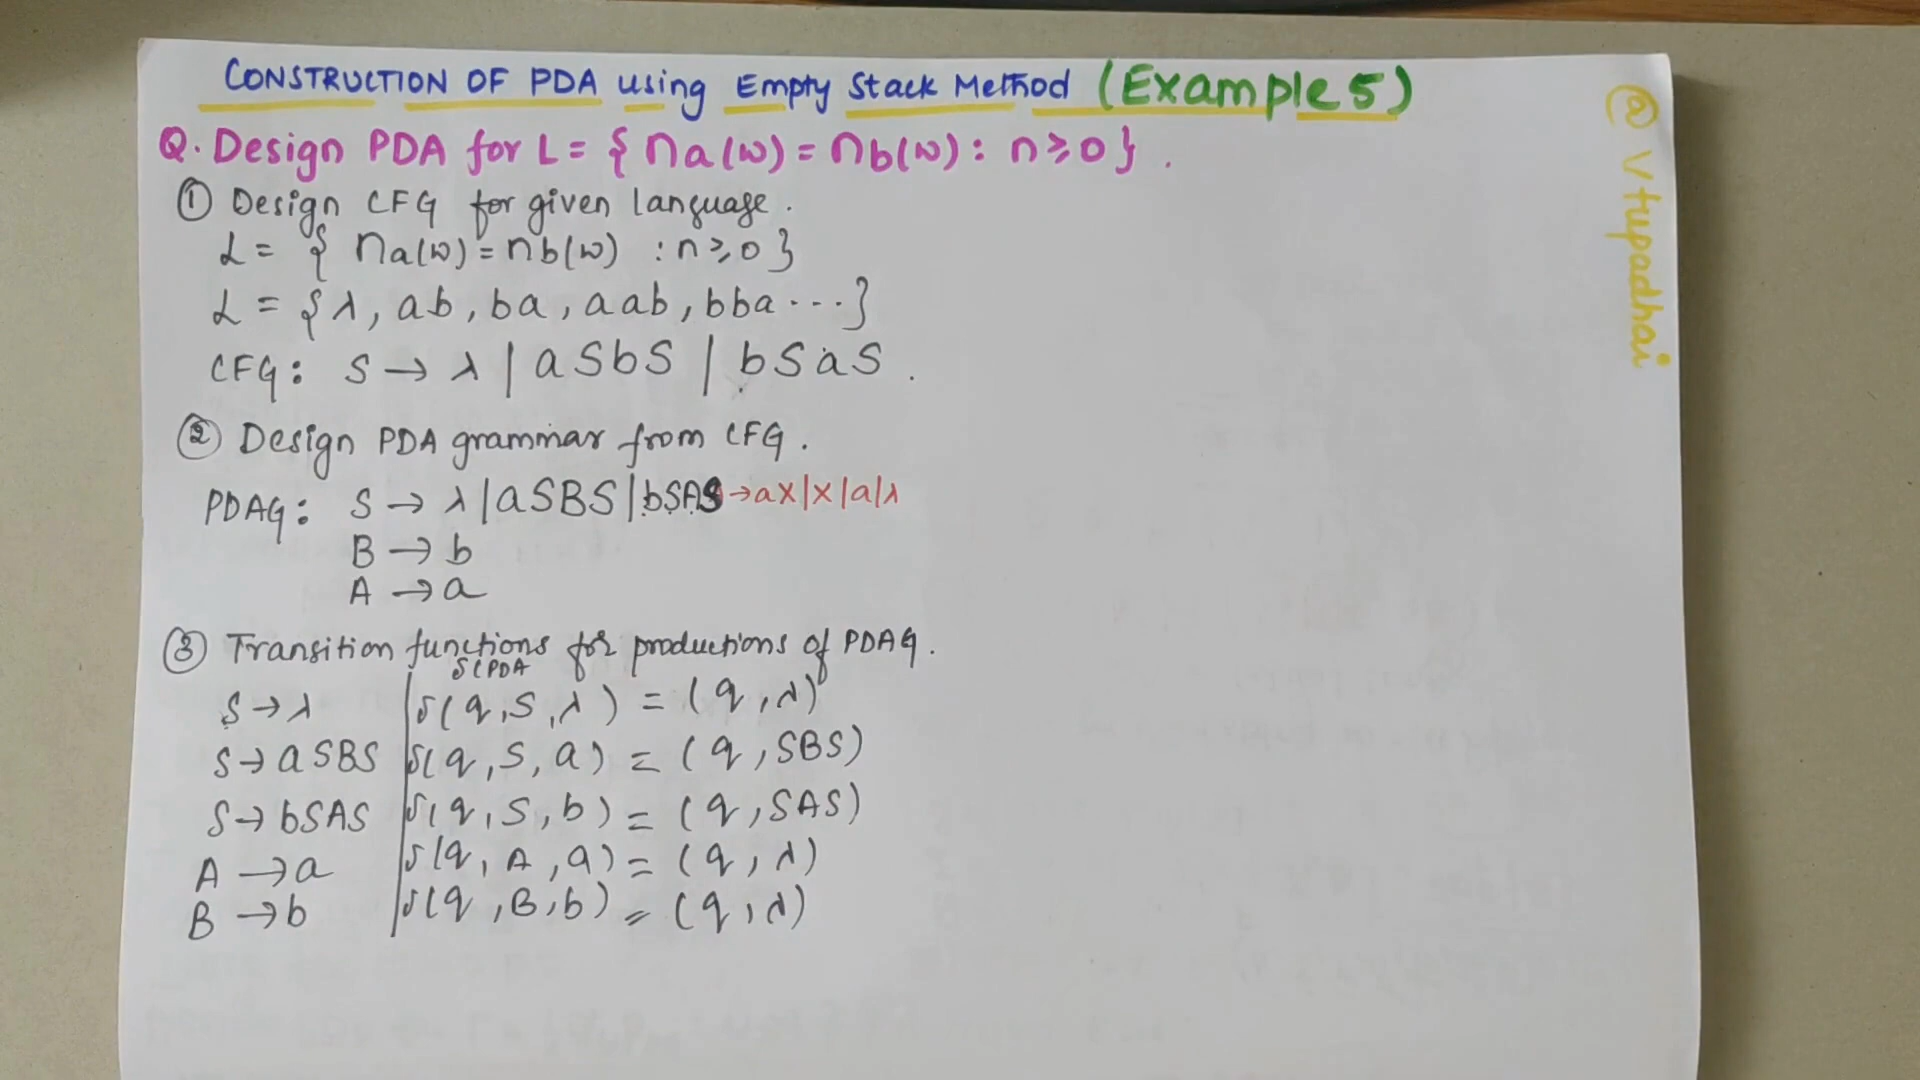 CONSTRUCTION OF PDA using Empty Stack Method (Example 5)
Q. Design PDA for L = { na(w) = nb(w) : n ≥ 0 } .
① Design CFG for given language .
L = { na(w) = nb(w) : n ≥ 0 }
L = { λ, ab, ba, aab, bba ... }
CFG : S → λ | aSbS | bSaS .
② Design PDA grammar from CFG .
PDAG : S → λ | aSBS | bSAS → ax | x | a | λ
B → b
A → a
③ Transition functions for productions of PDAG .
δ(PDA
S → λ | δ(q, S, λ) = (q, λ)
S → aSBS | δ(q, S, a) = (q, SBS)
S → bSAS | δ(q, S, b) = (q, SAS)
A → a | δ(q, A, a) = (q, λ)
B → b | δ(q, B, b) = (q, λ)
@ Vtupadhai